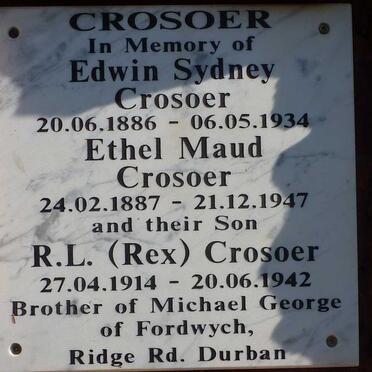 CROSOER
In Memory of
Edwin Sydney
Crosoer
20.06.1886 - 06.05.1934
Ethel Maud
Crosoer
24.02.1887 - 21.12.1947
and their Son
R.L. (Rex) Crosoer
27.04.1914 - 20.06.1942
Brother of Michael George
of Fordwych,
Ridge Rd. Durban